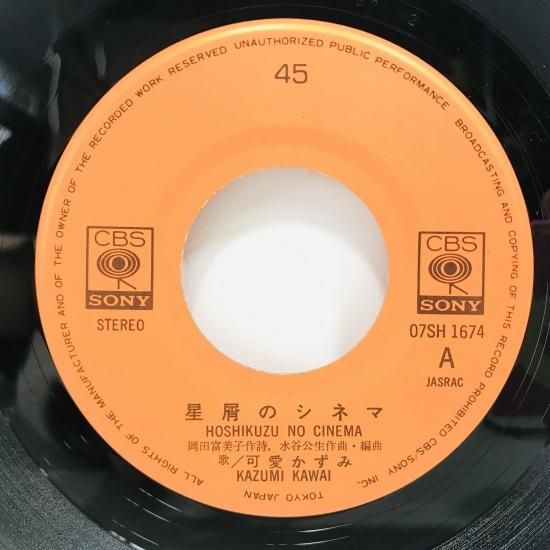 ALL RIGHTS OF THE MANUFACTURER AND OF THE OWNER OF THE RECORDED WORK RESERVED UNAUTHORIZED PUBLIC PERFORMANCE BROADCASTING AND COPYING OF THIS RECORD PROHIBITED CBS/SONY INC.
TOKYO JAPAN
45
CBS
SONY
STEREO
CBS
SONY
07SH 1674
A
JASRAC
星屑のシネマ
HOSHIKUZU NO CINEMA
岡田富美子作詩, 水谷公生作曲・編曲
歌/可愛かずみ
KAZUMI KAWAI